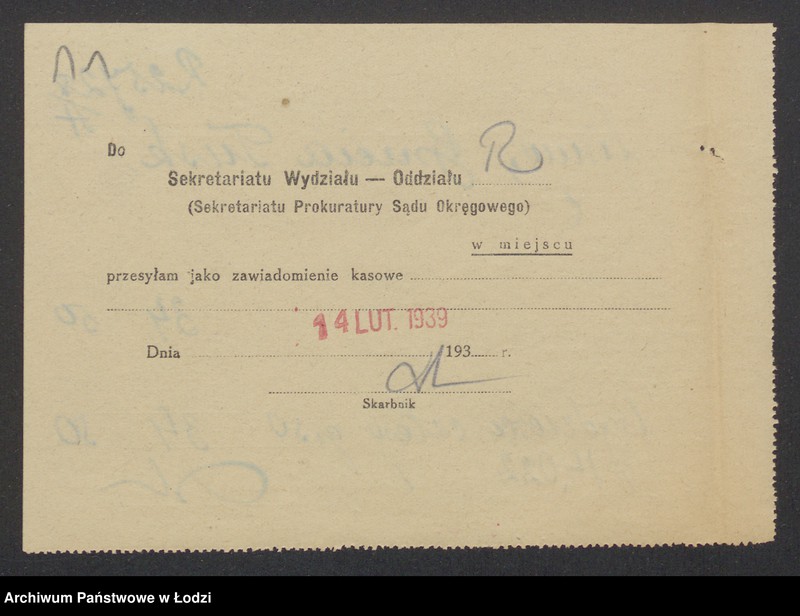 Do
Sekretariatu Wydziału — Oddziału R
(Sekretariatu Prokuratury Sądu Okręgowego)
w miejscu
przesyłam jako zawiadomienie kasowe
14 LUT. 1939
Dnia 193 r.
Skarbnik
Archiwum Państwowe w Łodzi